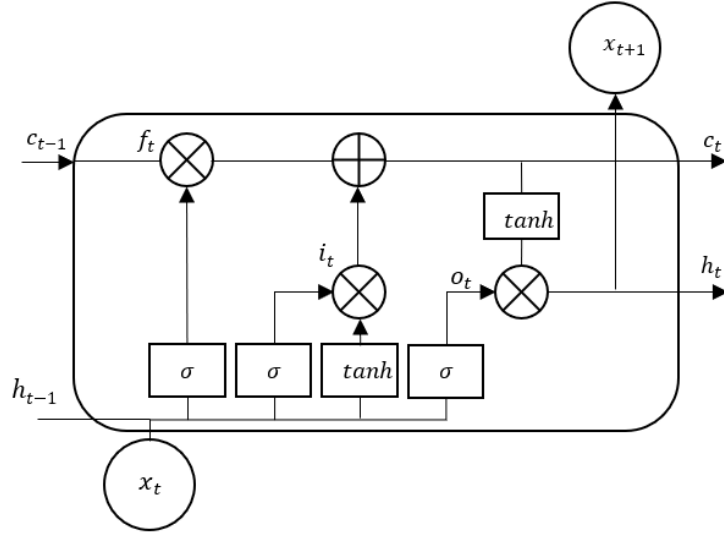 x_{t+1}
c_{t-1} f_t c_t
tanh
i_t o_t h_t
σ σ tanh σ
h_{t-1}
x_t